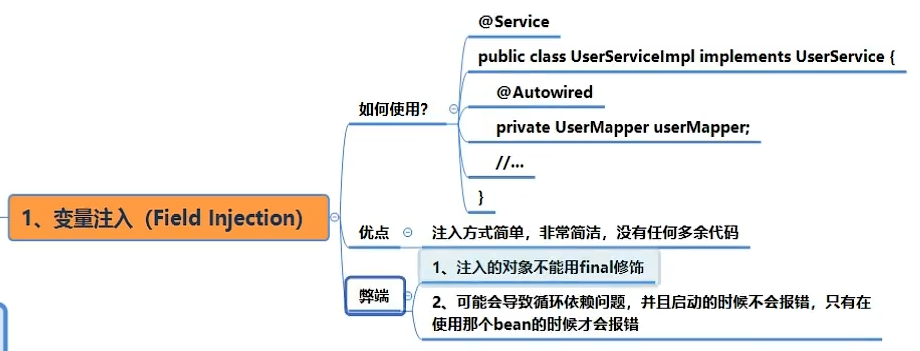 1、变量注入（Field Injection）
如何使用？
@Service
public class UserServiceImpl implements UserService {
@Autowired
private UserMapper userMapper;
//...
}
优点
注入方式简单，非常简洁，没有任何多余代码
弊端
1、注入的对象不能用final修饰
2、可能会导致循环依赖问题，并且启动的时候不会报错，只有在
使用那个bean的时候才会报错